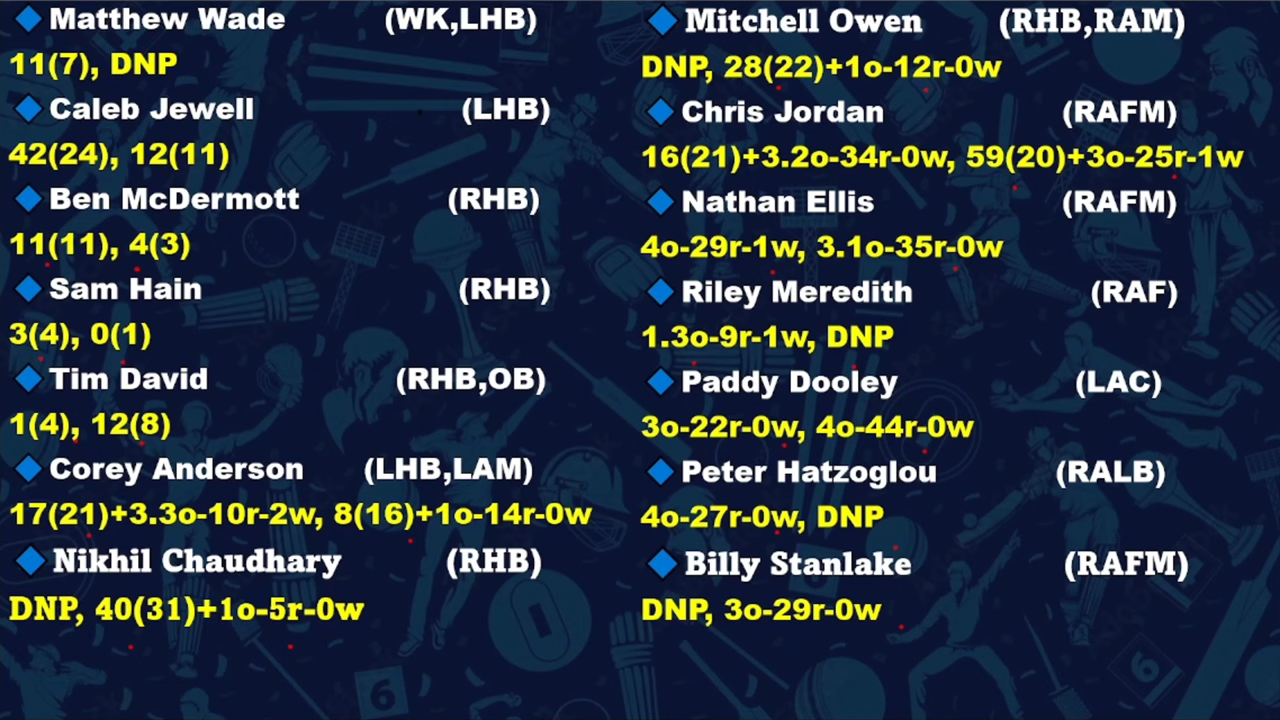 Matthew Wade (WK,LHB)
11(7), DNP
Caleb Jewell (LHB)
42(24), 12(11)
Ben McDermott (RHB)
11(11), 4(3)
Sam Hain (RHB)
3(4), 0(1)
Tim David (RHB,OB)
1(4), 12(8)
Corey Anderson (LHB,LAM)
17(21)+3.3o-10r-2w, 8(16)+1o-14r-0w
Nikhil Chaudhary (RHB)
DNP, 40(31)+1o-5r-0w
Mitchell Owen (RHB,RAM)
DNP, 28(22)+1o-12r-0w
Chris Jordan (RAFM)
16(21)+3.2o-34r-0w, 59(20)+3o-25r-1w
Nathan Ellis (RAFM)
4o-29r-1w, 3.1o-35r-0w
Riley Meredith (RAF)
1.3o-9r-1w, DNP
Paddy Dooley (LAC)
3o-22r-0w, 4o-44r-0w
Peter Hatzoglou (RALB)
4o-27r-0w, DNP
Billy Stanlake (RAFM)
DNP, 3o-29r-0w
6
6